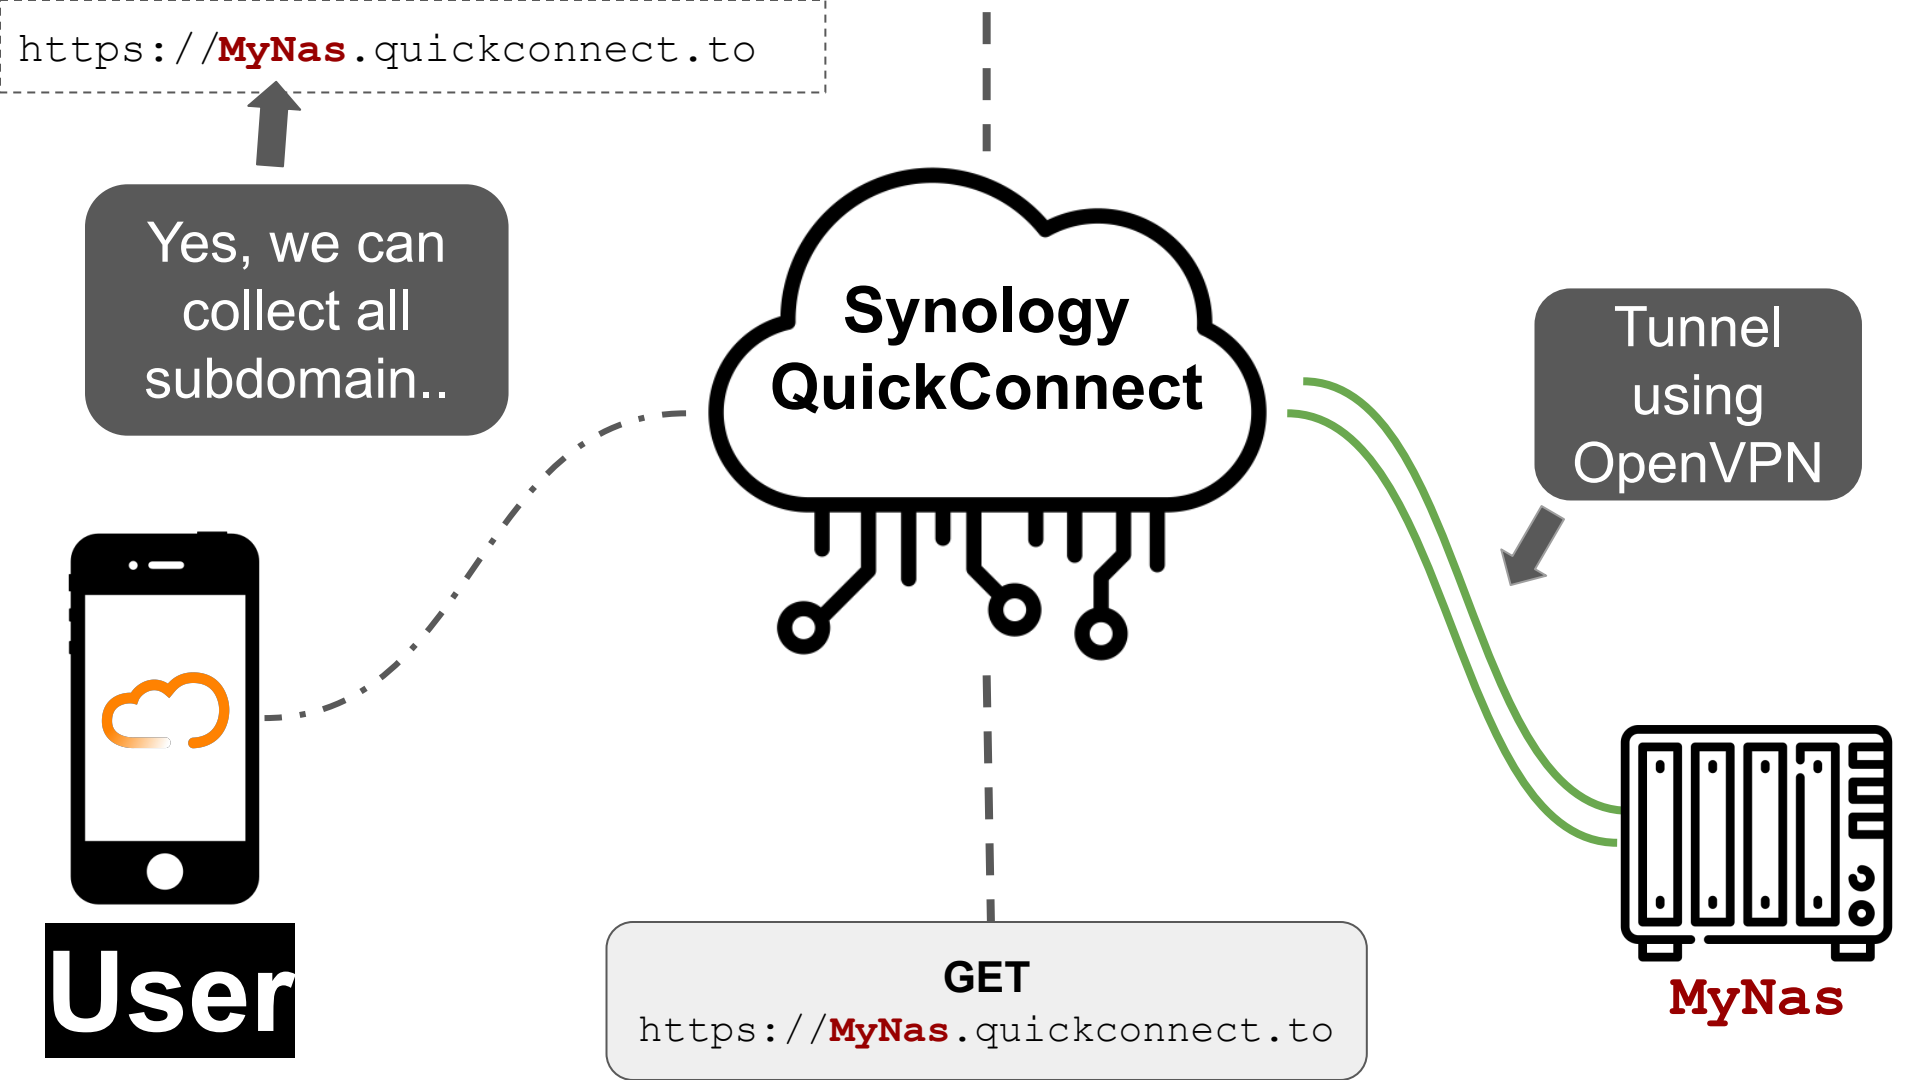 https://MyNas.quickconnect.to
Yes, we can
collect all
subdomain..
Synology
QuickConnect
Tunnel
using
OpenVPN
User
GET
https://MyNas.quickconnect.to
MyNas